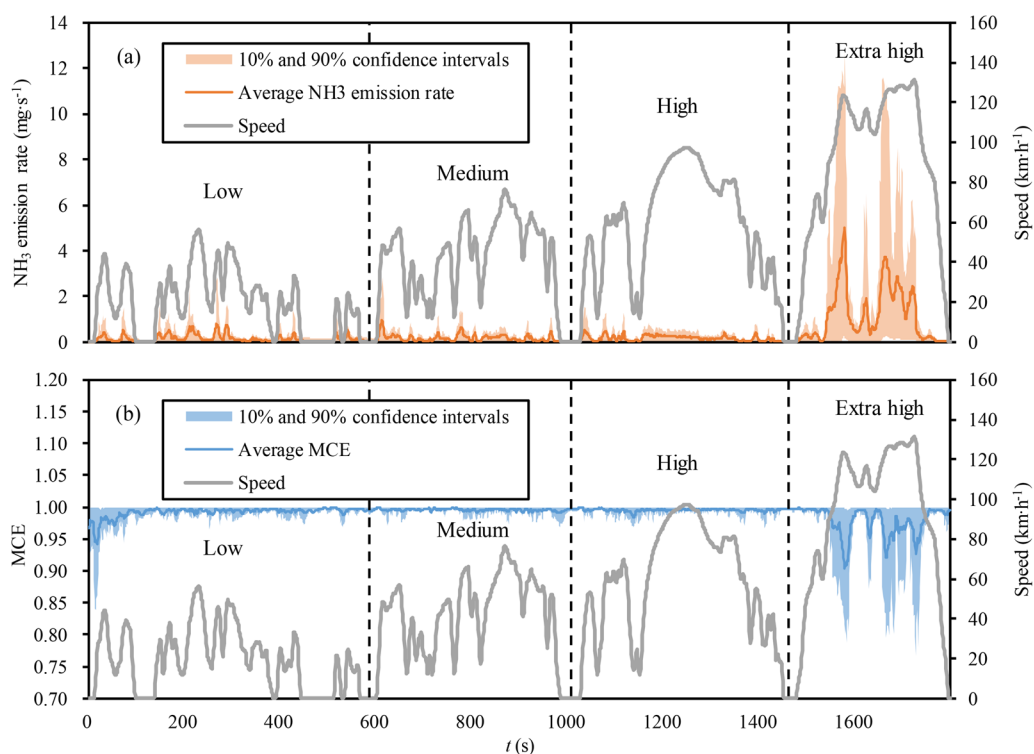 14
12
10
8
6
4
2
0
NH₃ emission rate (mg·s⁻¹)
(a)
10% and 90% confidence intervals
Average NH3 emission rate
Speed
Low
Medium
High
Extra high
160
140
120
100
80
60
40
20
0
Speed (km·h⁻¹)
1.20
1.15
1.10
1.05
1.00
0.95
0.90
0.85
0.80
0.75
0.70
MCE
(b)
10% and 90% confidence intervals
Average MCE
Speed
Low
Medium
High
Extra high
160
140
120
100
80
60
40
20
0
Speed (km·h⁻¹)
0 200 400 600 800 1000 1200 1400 1600
t (s)